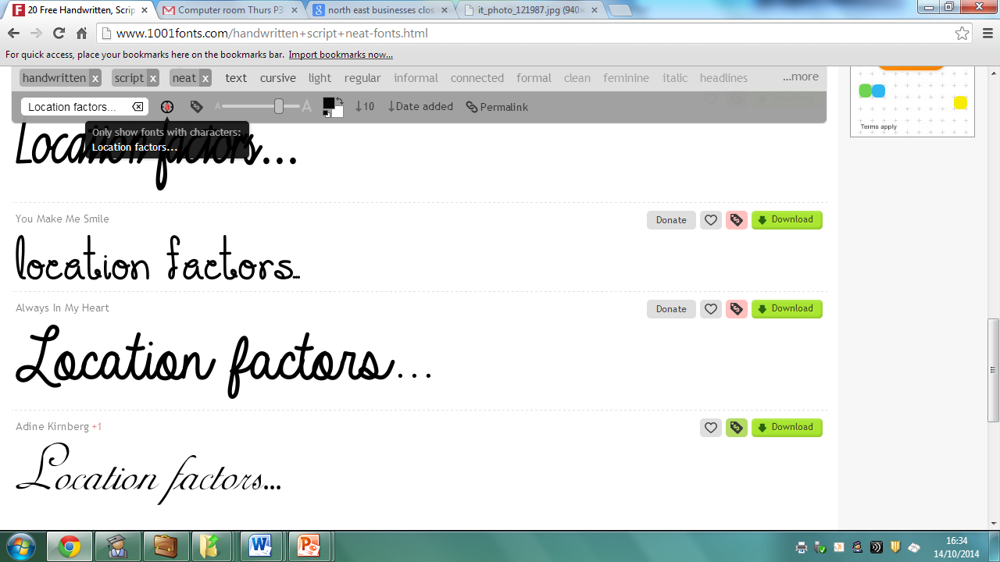 20 Free Handwritten, Scrip
Computer room Thurs P3
north east businesses clos
it_photo_121987.jpg (940×
www.1001fonts.com/handwritten+script+neat-fonts.html
For quick access, place your bookmarks here on the bookmarks bar. Import bookmarks now...
handwritten x script x neat x text cursive light regular informal connected formal clean feminine italic headlines ...more
Location factors... a A A 10 Date added Permalink
Only show fonts with characters:
Location factors...
Location factors...
Terms apply
You Make Me Smile Donate Download
location factors...
Always In My Heart Donate Download
Location factors...
Adine Kirnberg +1 Download
Location factors...
16:34
14/10/2014